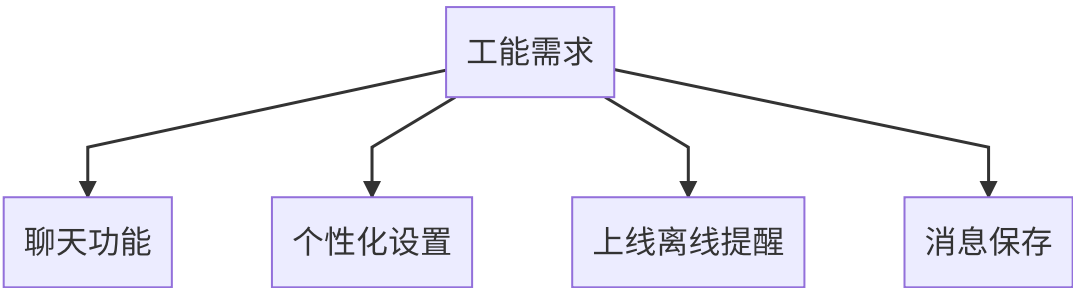 工能需求
聊天功能
个性化设置
上线离线提醒
消息保存